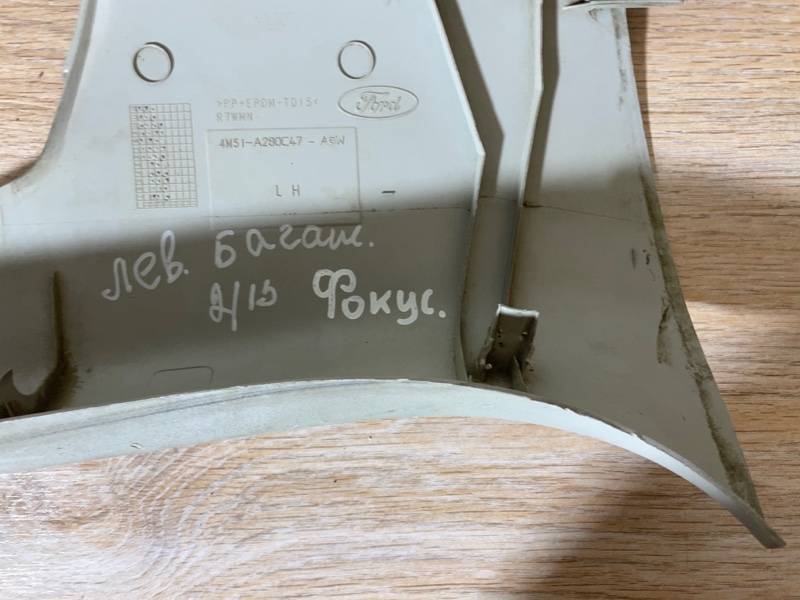 >PP+EPDM-TD15<
R7WHN
Ford
4M51-A280C47-AGW
LH -
лев. Багаж.
Фокус.